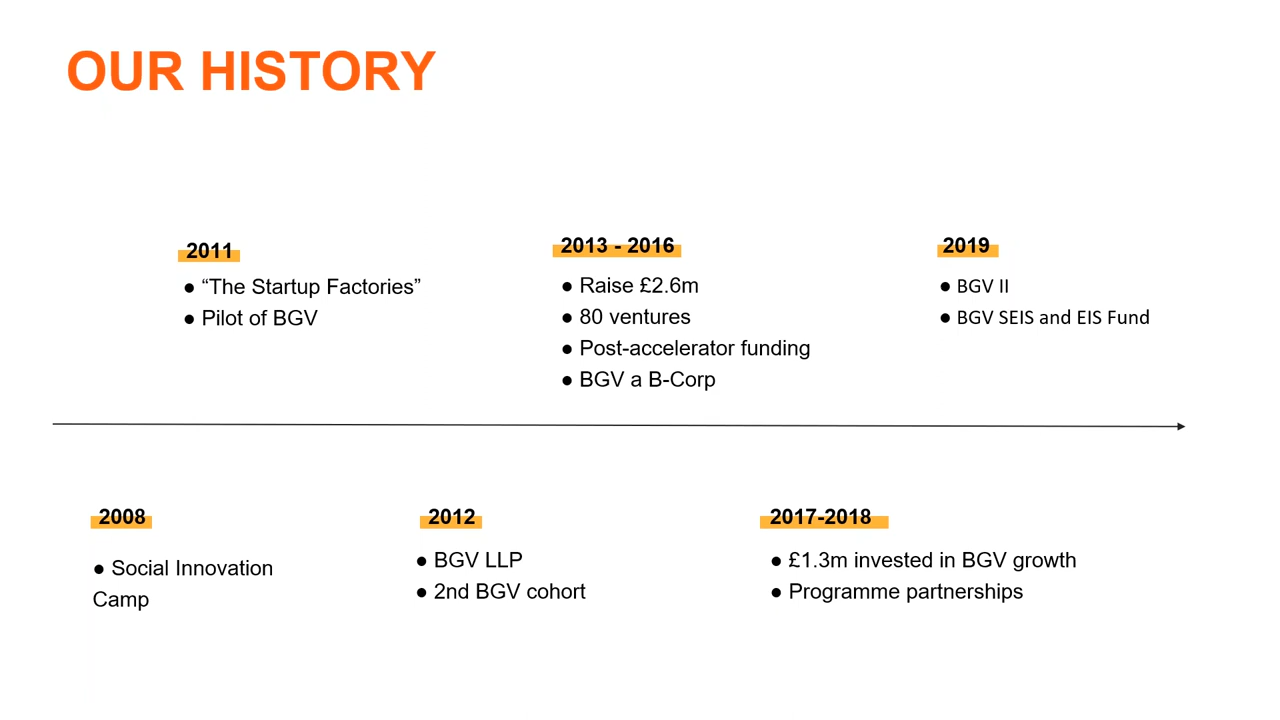 OUR HISTORY
2011
● “The Startup Factories”
● Pilot of BGV
2013 - 2016
● Raise £2.6m
● 80 ventures
● Post-accelerator funding
● BGV a B-Corp
2019
● BGV II
● BGV SEIS and EIS Fund
2008
● Social Innovation
Camp
2012
● BGV LLP
● 2nd BGV cohort
2017-2018
● £1.3m invested in BGV growth
● Programme partnerships